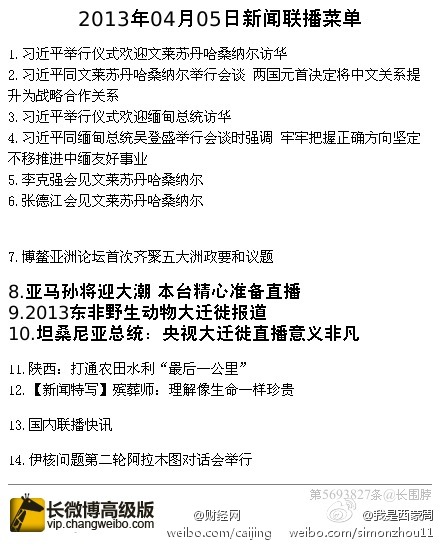 2013年04月05日新闻联播菜单
1.习近平举行仪式欢迎文莱苏丹哈桑纳尔访华
2.习近平同文莱苏丹哈桑纳尔举行会谈 两国元首决定将中文关系提
升为战略合作关系
3.习近平举行仪式欢迎缅甸总统访华
4.习近平同缅甸总统吴登盛举行会谈时强调 牢牢把握正确方向坚定
不移推进中缅友好事业
5.李克强会见文莱苏丹哈桑纳尔
6.张德江会见文莱苏丹哈桑纳尔
7.博鳌亚洲论坛首次齐聚五大洲政要和议题
8.亚马孙将迎大潮 本台精心准备直播
9.2013东非野生动物大迁徙报道
10.坦桑尼亚总统：央视大迁徙直播意义非凡
11.陕西：打通农田水利“最后一公里”
12.【新闻特写】殡葬师：理解像生命一样珍贵
13.国内联播快讯
14.伊核问题第二轮阿拉木图对话会举行
第5693827条@长围脖
长微博高级版
vip.changweibo.com
@财经网
weibo.com/caijing
@我是西蒙周
weibo.com/simonzhou11